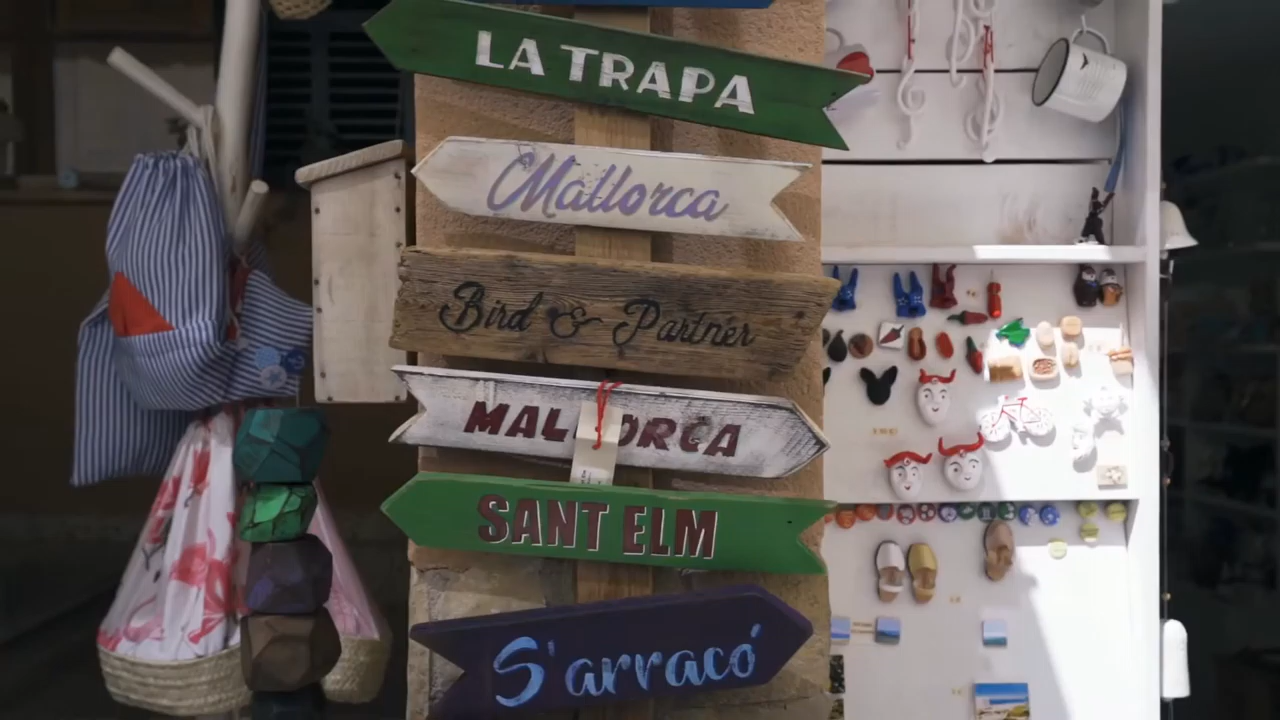 LA TRAPA
Mallorca
Bird & Partner
MALLORCA
SANT ELM
S'arracó